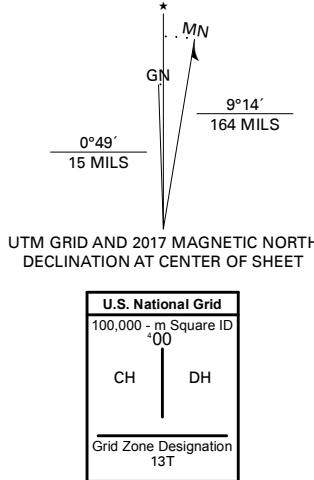 ★
MN
GN
9°14´
164 MILS
0°49´
15 MILS
UTM GRID AND 2017 MAGNETIC NORTH
DECLINATION AT CENTER OF SHEET
U.S. National Grid
100,000 - m Square ID
⁴00
CH DH
Grid Zone Designation
13T